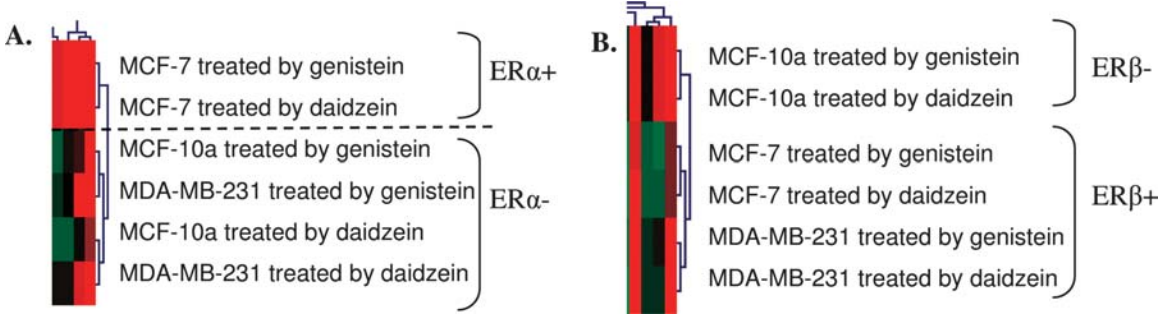 A.
MCF-7 treated by genistein
MCF-7 treated by daidzein
ERα+
MCF-10a treated by genistein
MDA-MB-231 treated by genistein
MCF-10a treated by daidzein
MDA-MB-231 treated by daidzein
ERα-
B.
MCF-10a treated by genistein
MCF-10a treated by daidzein
ERβ-
MCF-7 treated by genistein
MCF-7 treated by daidzein
MDA-MB-231 treated by genistein
MDA-MB-231 treated by daidzein
ERβ+